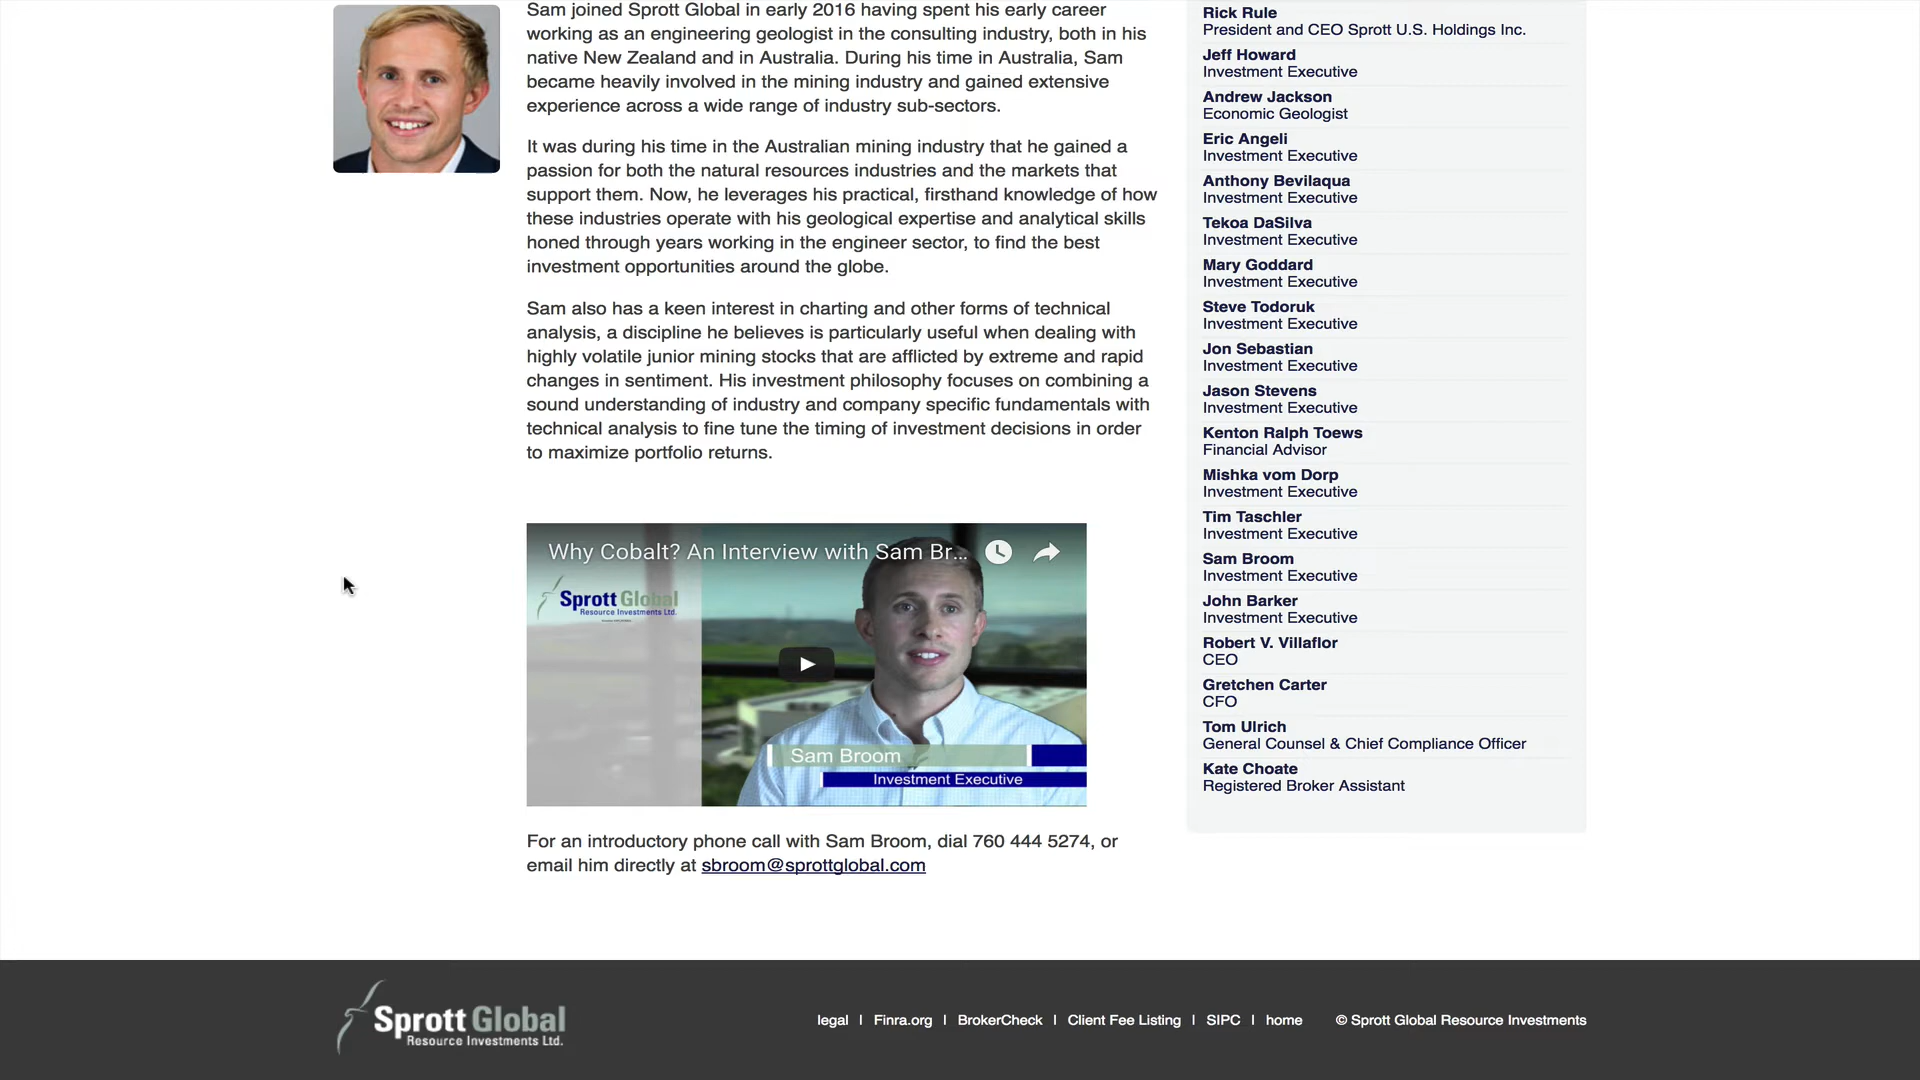 Sam joined Sprott Global in early 2016 having spent his early career
working as an engineering geologist in the consulting industry, both in his
native New Zealand and in Australia. During his time in Australia, Sam
became heavily involved in the mining industry and gained extensive
experience across a wide range of industry sub-sectors.
It was during his time in the Australian mining industry that he gained a
passion for both the natural resources industries and the markets that
support them. Now, he leverages his practical, firsthand knowledge of how
these industries operate with his geological expertise and analytical skills
honed through years working in the engineer sector, to find the best
investment opportunities around the globe.
Sam also has a keen interest in charting and other forms of technical
analysis, a discipline he believes is particularly useful when dealing with
highly volatile junior mining stocks that are afflicted by extreme and rapid
changes in sentiment. His investment philosophy focuses on combining a
sound understanding of industry and company specific fundamentals with
technical analysis to fine tune the timing of investment decisions in order
to maximize portfolio returns.
Why Cobalt? An Interview with Sam Br...
Sprott Global
Resource Investments Ltd.
Sam Broom
Investment Executive
For an introductory phone call with Sam Broom, dial 760 444 5274, or
email him directly at sbroom@sprottglobal.com
Rick Rule
President and CEO Sprott U.S. Holdings Inc.
Jeff Howard
Investment Executive
Andrew Jackson
Economic Geologist
Eric Angeli
Investment Executive
Anthony Bevilaqua
Investment Executive
Tekoa DaSilva
Investment Executive
Mary Goddard
Investment Executive
Steve Todoruk
Investment Executive
Jon Sebastian
Investment Executive
Jason Stevens
Investment Executive
Kenton Ralph Toews
Financial Advisor
Mishka vom Dorp
Investment Executive
Tim Taschler
Investment Executive
Sam Broom
Investment Executive
John Barker
Investment Executive
Robert V. Villaflor
CEO
Gretchen Carter
CFO
Tom Ulrich
General Counsel & Chief Compliance Officer
Kate Choate
Registered Broker Assistant
Sprott Global
Resource Investments Ltd.
legal | Finra.org | BrokerCheck | Client Fee Listing | SIPC | home © Sprott Global Resource Investments